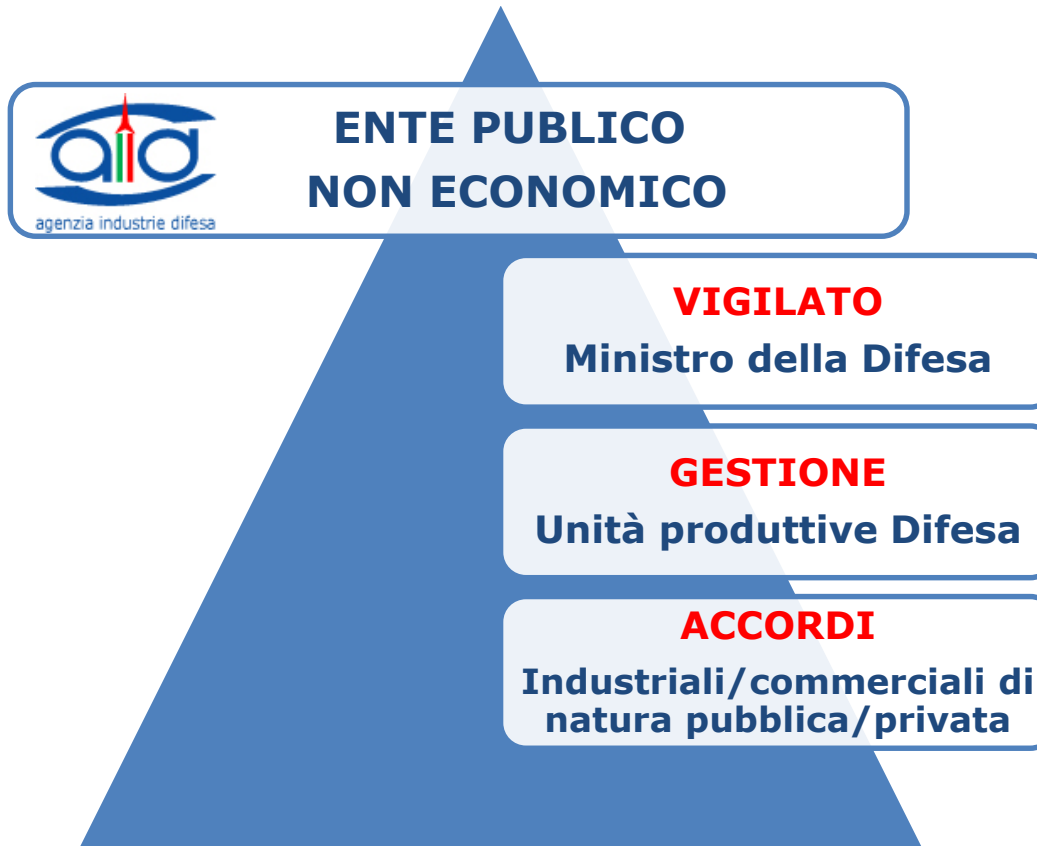 ENTE PUBLICO
NON ECONOMICO
aid
agenzia industrie difesa
VIGILATO
Ministro della Difesa
GESTIONE
Unità produttive Difesa
ACCORDI
Industriali/commerciali di
natura pubblica/privata